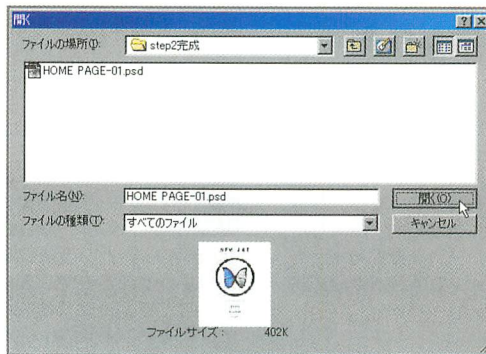 開く
ファイルの場所(I):
step2完成
HOME PAGE-01.psd
ファイル名(N):
HOME PAGE-01.psd
開く(O)
ファイルの種類(T):
すべてのファイル
キャンセル
ファイルサイズ :
402K